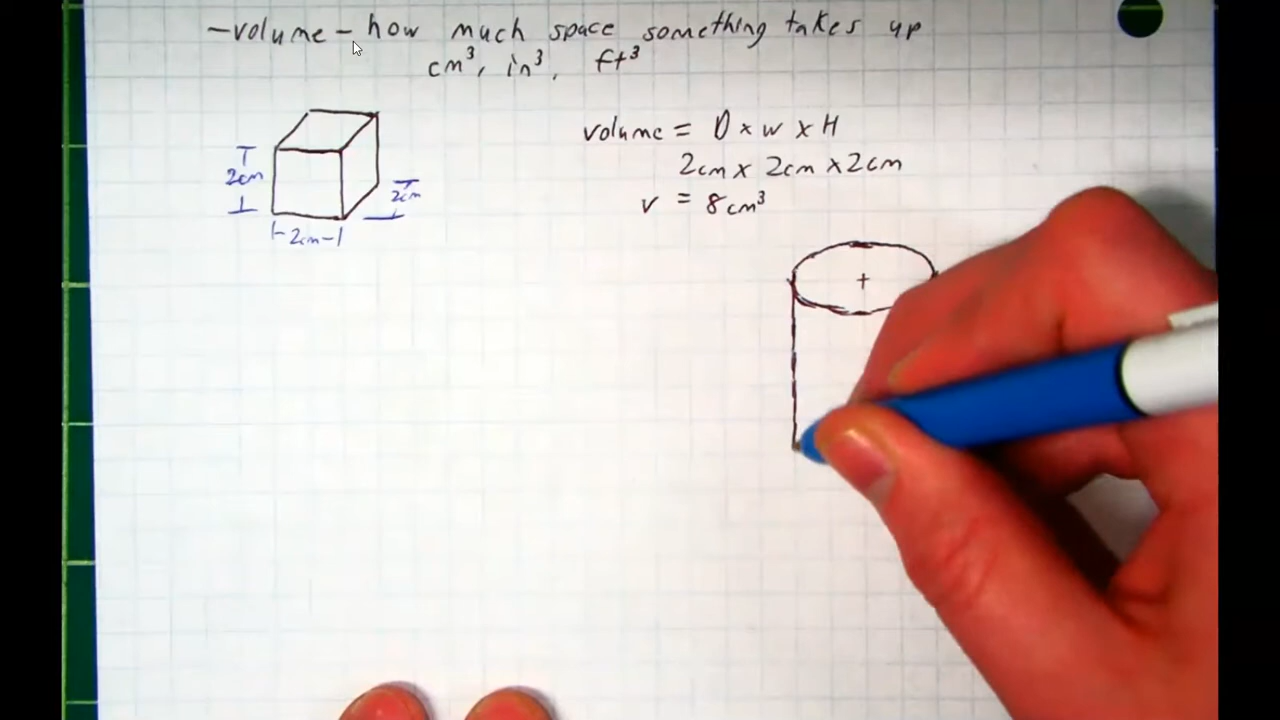 -volume- how much space something takes up
cm³, in³, ft³
volume = D x W x H
2cm x 2cm x 2cm
v = 8cm³
2cm
2cm
2cm